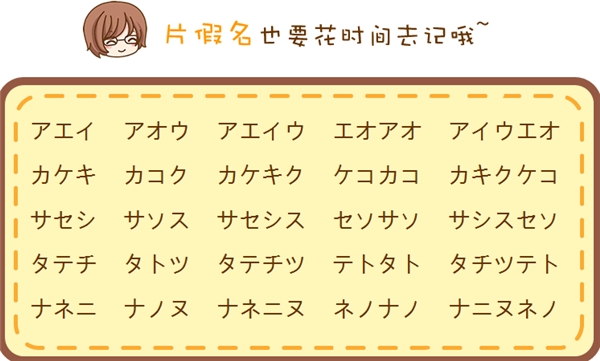 片假名也要花时间去记哦~
アエイ アオウ アエイウ エオアオ アイウエオ
カケキ カコク カケキク ケコカコ カキクケコ
サセシ サソス サセシス セソサソ サシスセソ
タテチ タトツ タテチツ テトタト タチツテト
ナネニ ナノヌ ナネニヌ ネノナノ ナニヌネノ